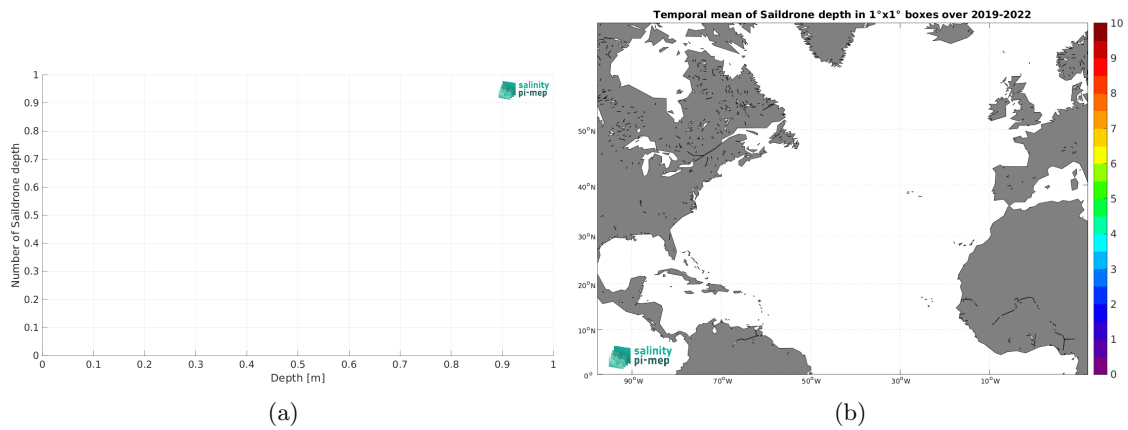 Temporal mean of Saildrone depth in 1°x1° boxes over 2019-2022
salinity
pi-mep
Number of Saildrone depth
1
0.9
0.8
0.7
0.6
0.5
0.4
0.3
0.2
0.1
0
0 0.1 0.2 0.3 0.4 0.5 0.6 0.7 0.8 0.9 1
Depth [m]
(a)
50°N
40°N
30°N
20°N
10°N
0°
90°W 70°W 50°W 30°W 10°W
salinity
pi-mep
10
9
8
7
6
5
4
3
2
1
0
(b)